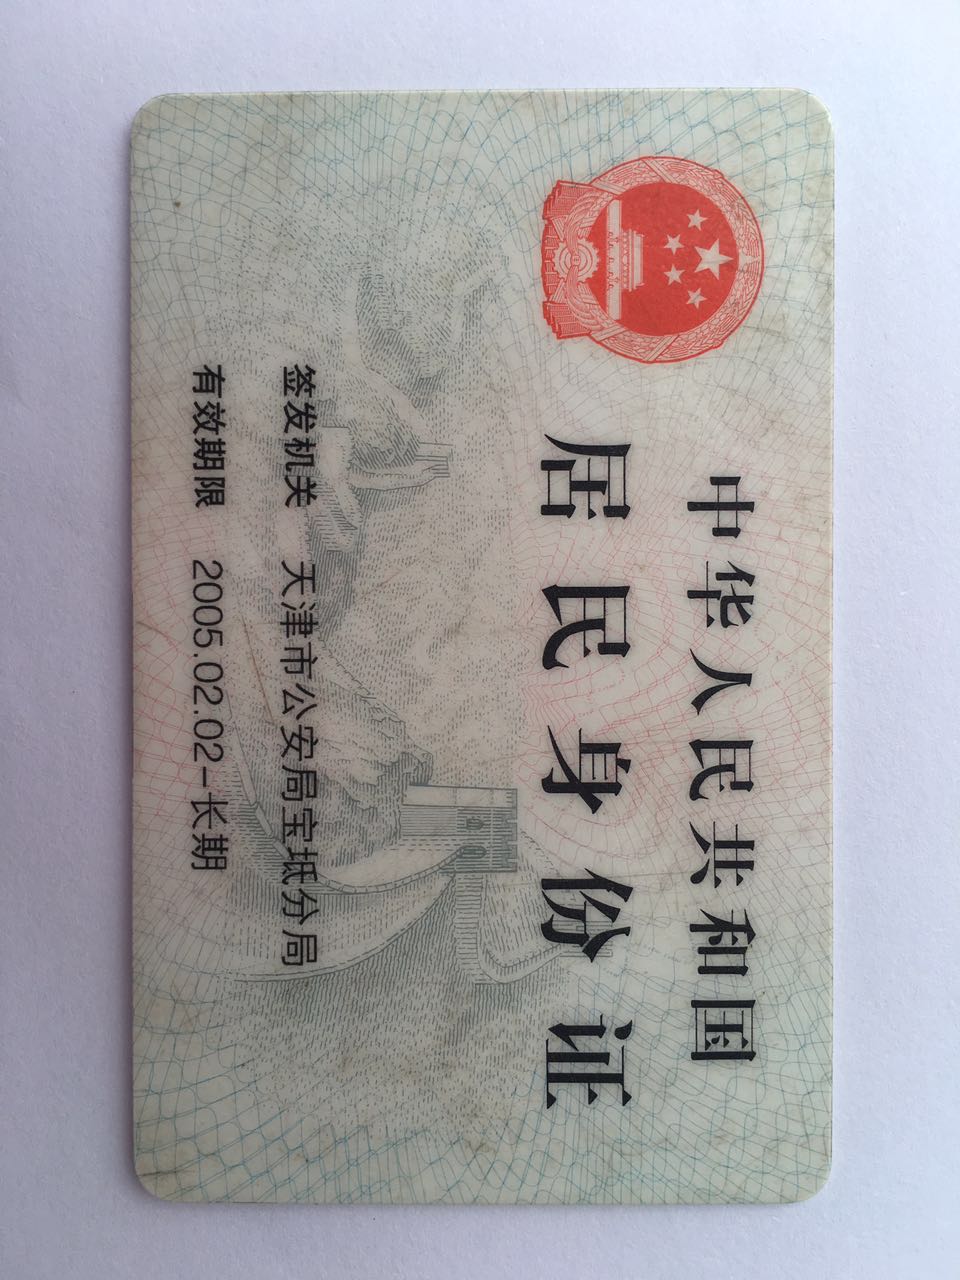 中华人民共和国
居民身份证
签发机关 天津市公安局宝坻分局
有效期限 2005.02.02-长期